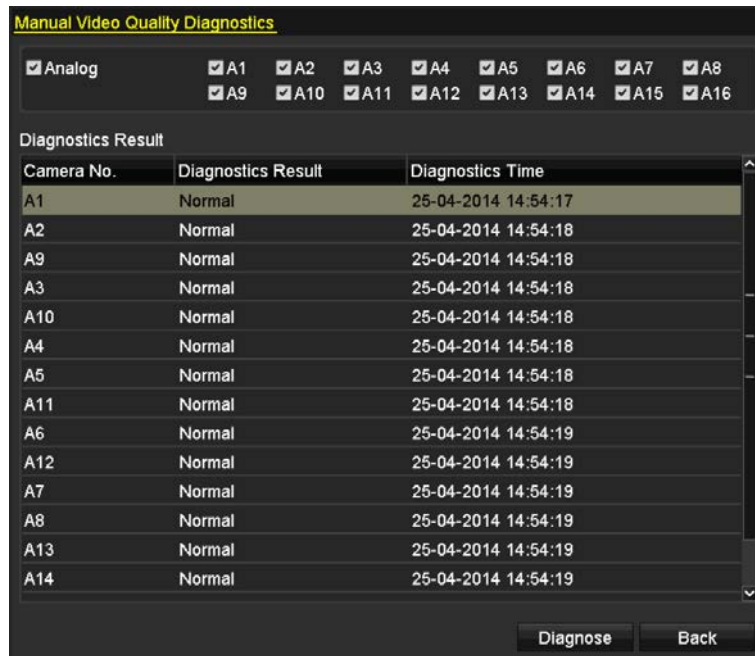 Manual Video Quality Diagnostics
Analog A1 A2 A3 A4 A5 A6 A7 A8
A9 A10 A11 A12 A13 A14 A15 A16
Diagnostics Result
Camera No. Diagnostics Result Diagnostics Time
A1 Normal 25-04-2014 14:54:17
A2 Normal 25-04-2014 14:54:18
A9 Normal 25-04-2014 14:54:18
A3 Normal 25-04-2014 14:54:18
A10 Normal 25-04-2014 14:54:18
A4 Normal 25-04-2014 14:54:18
A5 Normal 25-04-2014 14:54:18
A11 Normal 25-04-2014 14:54:18
A6 Normal 25-04-2014 14:54:19
A12 Normal 25-04-2014 14:54:19
A7 Normal 25-04-2014 14:54:19
A8 Normal 25-04-2014 14:54:19
A13 Normal 25-04-2014 14:54:19
A14 Normal 25-04-2014 14:54:19
Diagnose Back